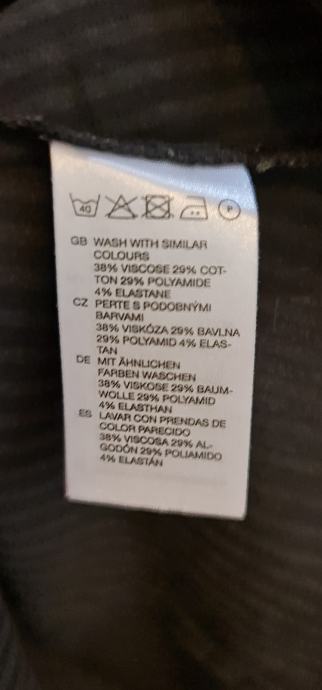 40 P
GB WASH WITH SIMILAR
COLOURS
38% VISCOSE 29% COT-
TON 29% POLYAMIDE
4% ELASTANE
CZ PERTE S PODOBNÝMI
BARVAMI
38% VISKÓZA 29% BAVLNA
29% POLYAMID 4% ELAS-
TAN
DE MIT ÄHNLICHEN
FARBEN WASCHEN
38% VISKOSE 29% BAUM-
WOLLE 29% POLYAMID
4% ELASTHAN
ES LAVAR CON PRENDAS DE
COLOR PARECIDO
38% VISCOSA 29% AL-
GODÓN 29% POLIAMIDO
4% ELASTÁN